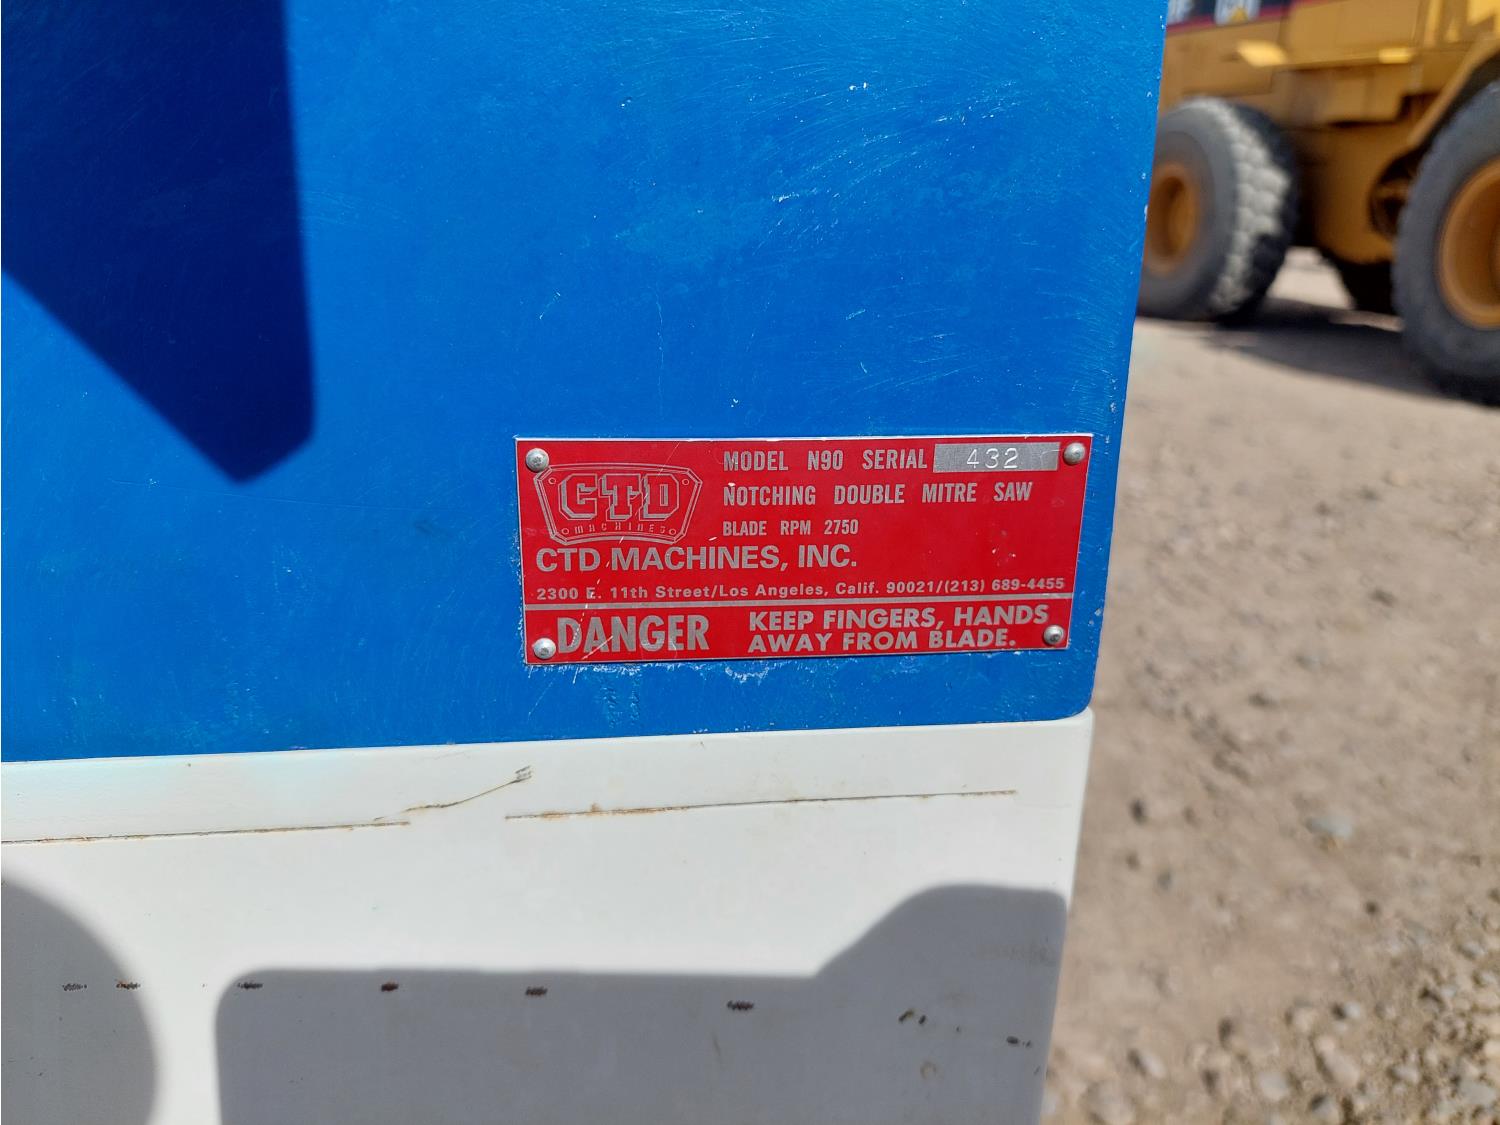 MODEL N90 SERIAL 432
NOTCHING DOUBLE MITRE SAW
BLADE RPM 2750
CTD
MACHINES
CTD MACHINES, INC.
2300 E. 11th Street/Los Angeles, Calif. 90021/(213) 689-4455
DANGER
KEEP FINGERS, HANDS
AWAY FROM BLADE.